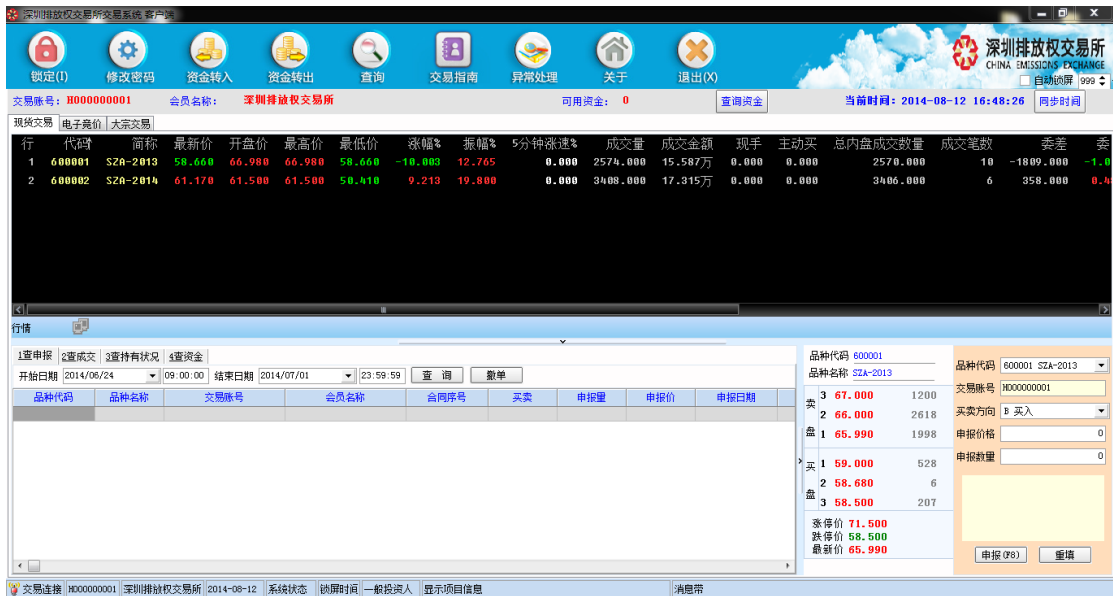 深圳排放权交易所交易系统 客户端
锁定(I) 修改密码 资金转入 资金转出 查询 交易指南 异常处理 关于 退出(X)
深圳排放权交易所
CHINA EMISSIONS EXCHANGE
自动锁屏 999
交易账号: H000000001 会员名称: 深圳排放权交易所 可用资金: 0 查询资金 当前时间: 2014-08-12 16:48:26 同步时间
现货交易 电子竞价 大宗交易
行 代码 简称 最新价 开盘价 最高价 最低价 涨幅% 振幅% 5分钟涨速% 成交量 成交金额 现手 主动买 总内盘成交数量 成交笔数 委差 委
1 600001 SZA-2013 58.660 66.980 66.980 58.660 -10.003 12.765 0.000 2574.000 15.587万 0.000 0.000 2570.000 10 -1809.000 -1.0
2 600002 SZA-2014 61.170 61.500 61.500 50.410 9.213 19.800 0.000 3408.000 17.315万 0.000 0.000 3406.000 6 358.000
行情
1查申报 2查成交 3查持有状况 4查资金
开始日期 2014/06/24 09:00:00 结束日期 2014/07/01 23:59:59 查 询 撤单
品种代码 品种名称 交易账号 会员名称 合同序号 买卖 申报量 申报价 申报日期
品种代码 600001
品种名称 SZA-2013
卖盘
3 67.000 1200
2 66.000 2618
1 65.990 1998
买盘
1 59.000 528
2 58.680 6
3 58.500 207
涨停价 71.500
跌停价 58.500
最新价 65.990
品种代码 600001 SZA-2013
交易账号 H000000001
买卖方向 B 买入
申报价格 0
申报数量 0
申报(F8) 重填
交易连接 H000000001 深圳排放权交易所 2014-08-12 系统状态 锁屏时间 一般投资人 显示项目信息 消息带